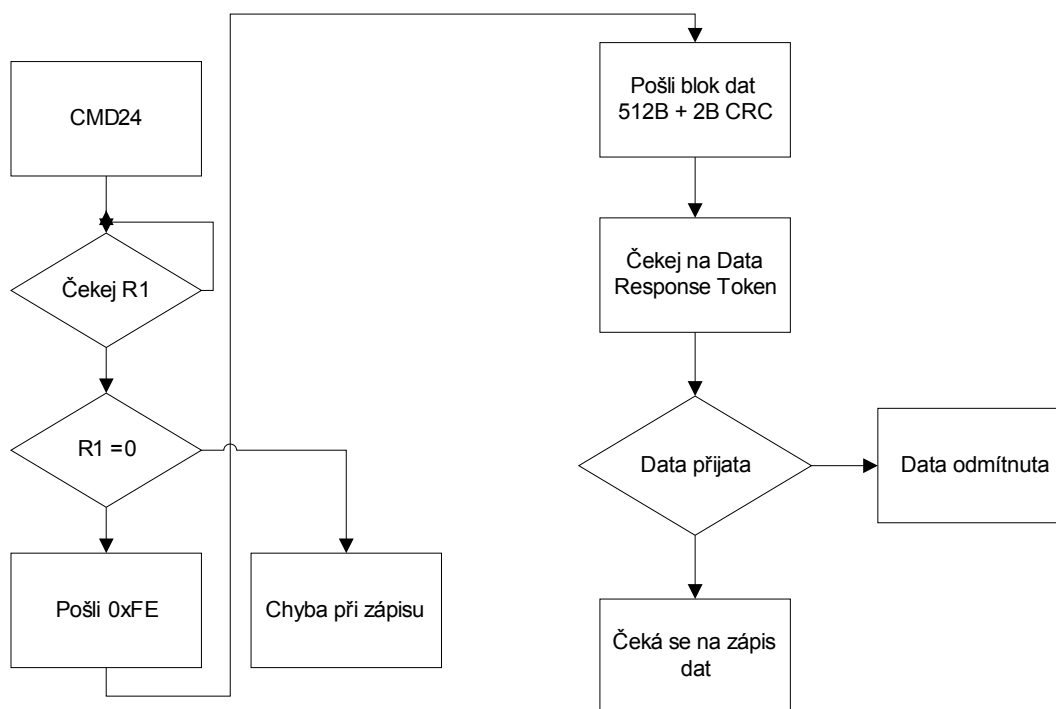 CMD24
Čekej R1
R1 =0
Pošli 0xFE
Chyba při zápisu
Pošli blok dat
512B + 2B CRC
Čekej na Data
Response Token
Data přijata
Data odmítnuta
Čeká se na zápis
dat